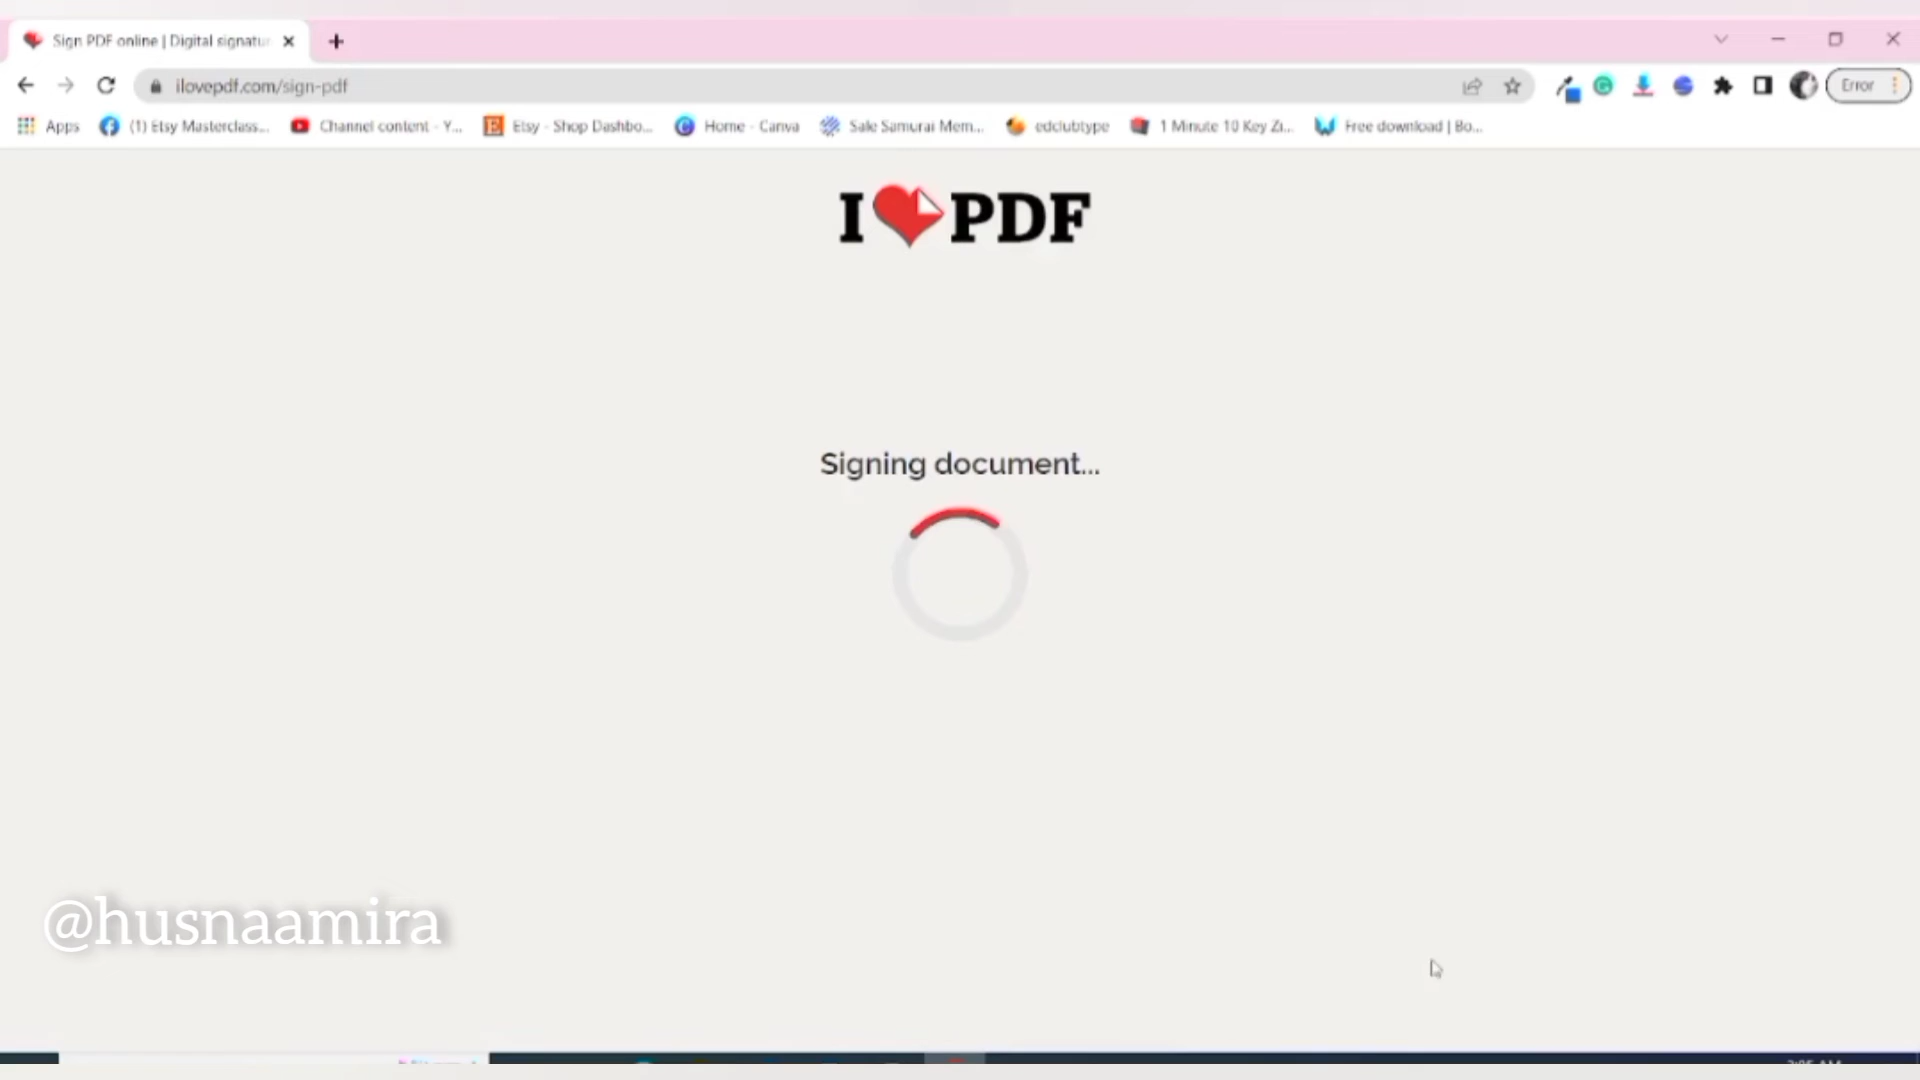 Sign PDF online | Digital signatur
ilovepdf.com/sign-pdf
Error
Apps
(1) Etsy Masterclass...
Channel content - Y...
Etsy - Shop Dashbo...
Home - Canva
Sale Samurai Mem...
edclubtype
1 Minute 10 Key Zi...
Free download | Bo...
I PDF
Signing document...
@husnaamira